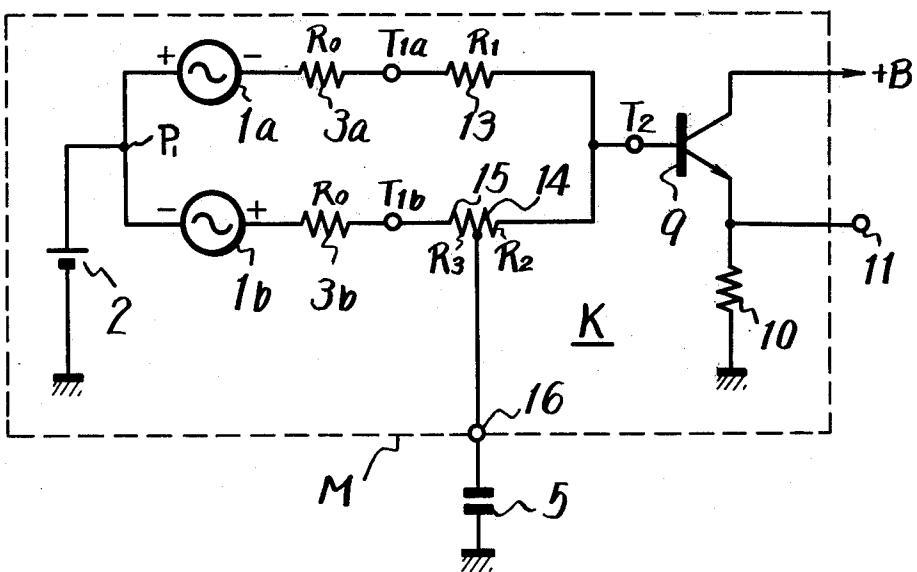 R₀ T₁a R₁
+ − +B
1a 3a 13 T₂
P₁
− + R₀ T₁b 15 14 9
R₃ R₂ 11
2 1b 3b K 10
16
M 5